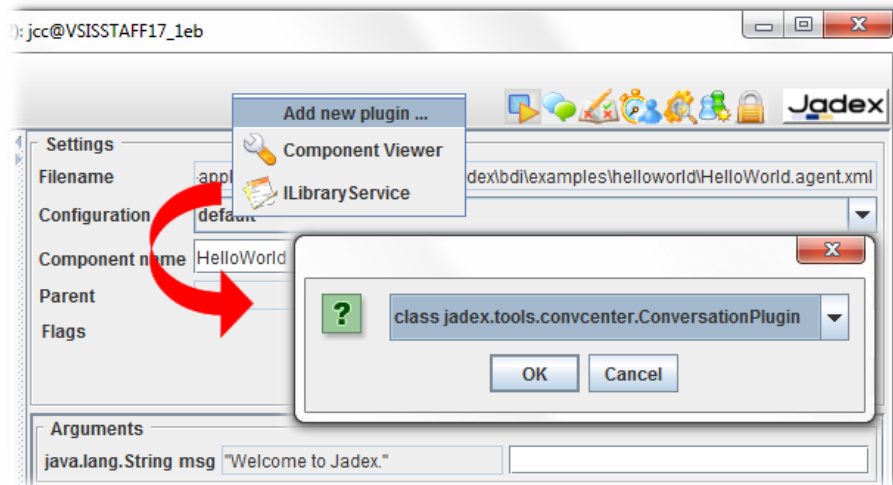 ): jcc@VSISSTAFF17_1eb
Add new plugin ...
Jadex
Settings
Component Viewer
Filename
dex\bdi\examples\helloworld\HelloWorld.agent.xml
ILibraryService
Configuration
default
Component name HelloWorld
Parent
class jadex.tools.convcenter.ConversationPlugin
Flags
OK Cancel
Arguments
java.lang.String msg "Welcome to Jadex."